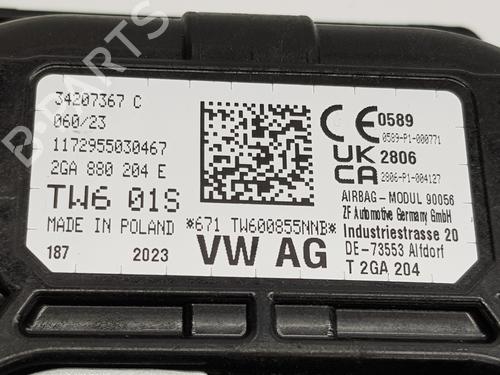 34207367 C
060/23
1172955030467
2GA 880 204 E
TW6 01S
MADE IN POLAND
*671 TW600855NNB*
187 2023
VW AG
CE 0589
0589-P1-000771
UK CA 2806
2806-P1-004127
AIRBAG - MODUL 90056
ZF Automotive Germany GmbH
Industriestrasse 20
DE-73553 Alfdorf
T 2GA 204
B-PARTS